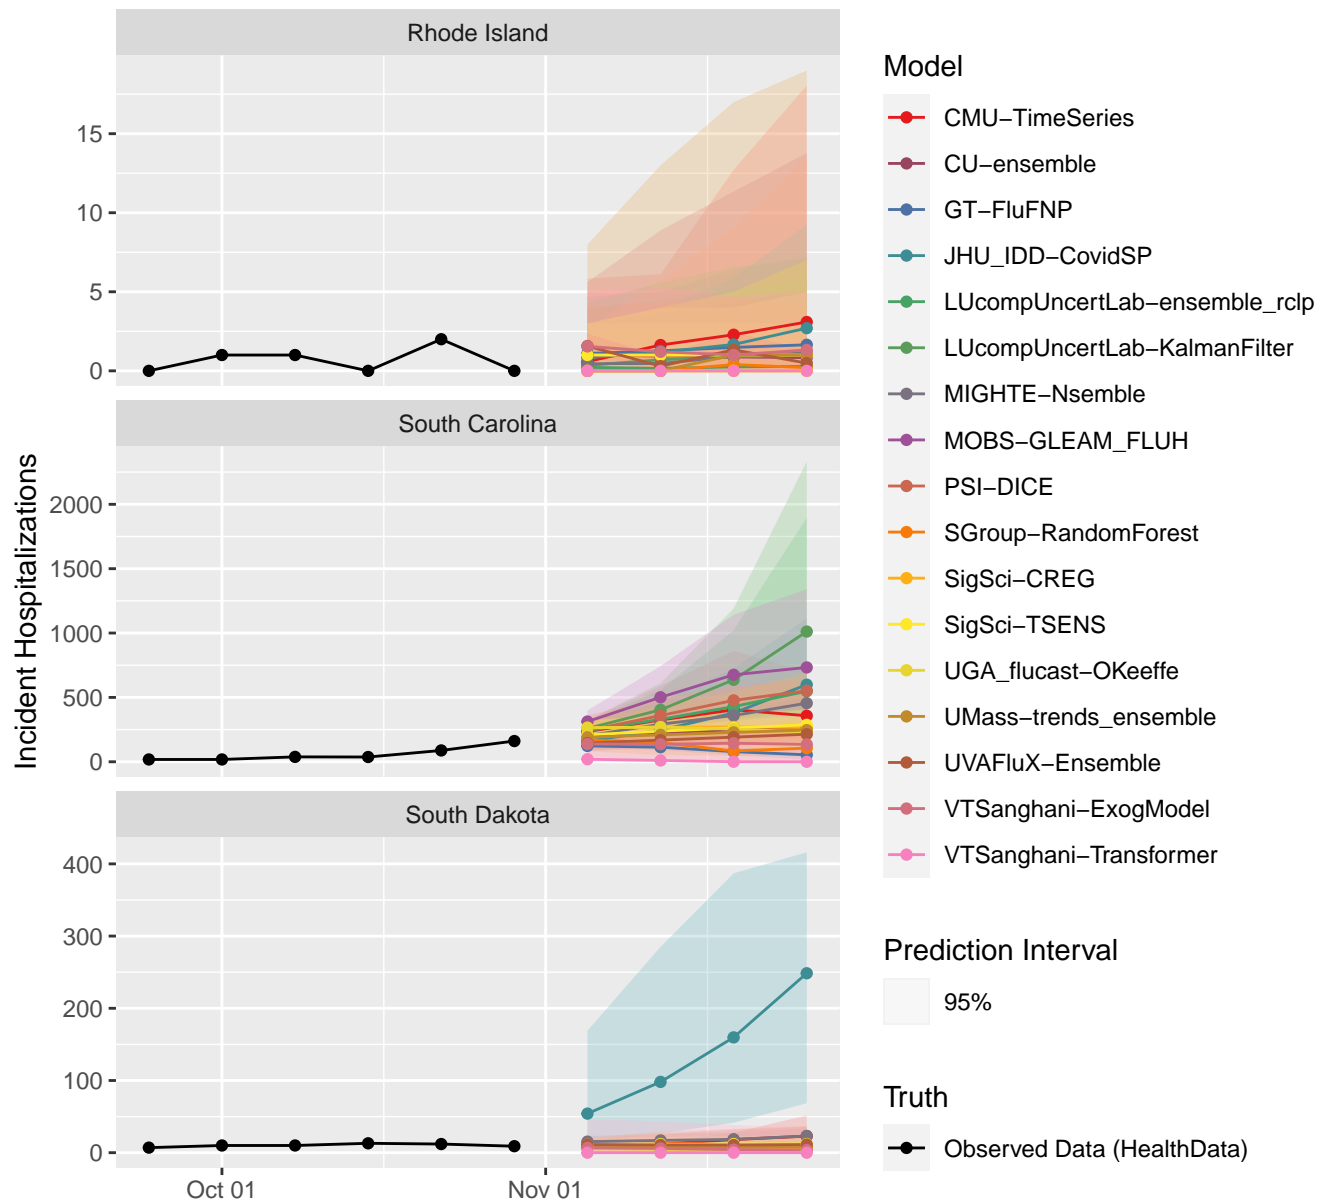 Rhode Island
15
10
5
0
South Carolina
2000
1500
1000
500
0
South Dakota
400
300
200
100
0
Oct 01
Nov 01
Incident Hospitalizations
Model
CMU−TimeSeries
CU−ensemble
GT−FluFNP
JHU_IDD−CovidSP
LUcompUncertLab−ensemble_rclp
LUcompUncertLab−KalmanFilter
MIGHTE−Nsemble
MOBS−GLEAM_FLUH
PSI−DICE
SGroup−RandomForest
SigSci−CREG
SigSci−TSENS
UGA_flucast−OKeeffe
UMass−trends_ensemble
UVAFluX−Ensemble
VTSanghani−ExogModel
VTSanghani−Transformer
Prediction Interval
95%
Truth
Observed Data (HealthData)